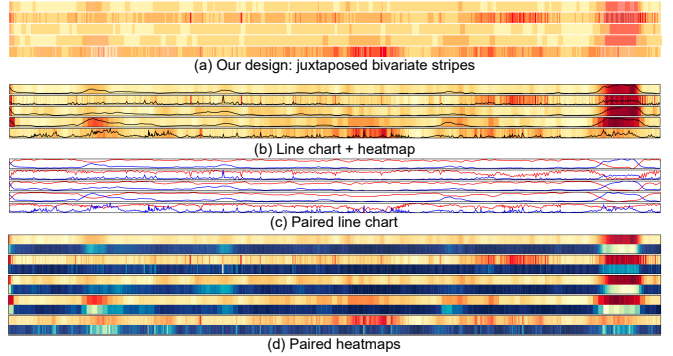 (a) Our design: juxtaposed bivariate stripes
(b) Line chart + heatmap
(c) Paired line chart
(d) Paired heatmaps